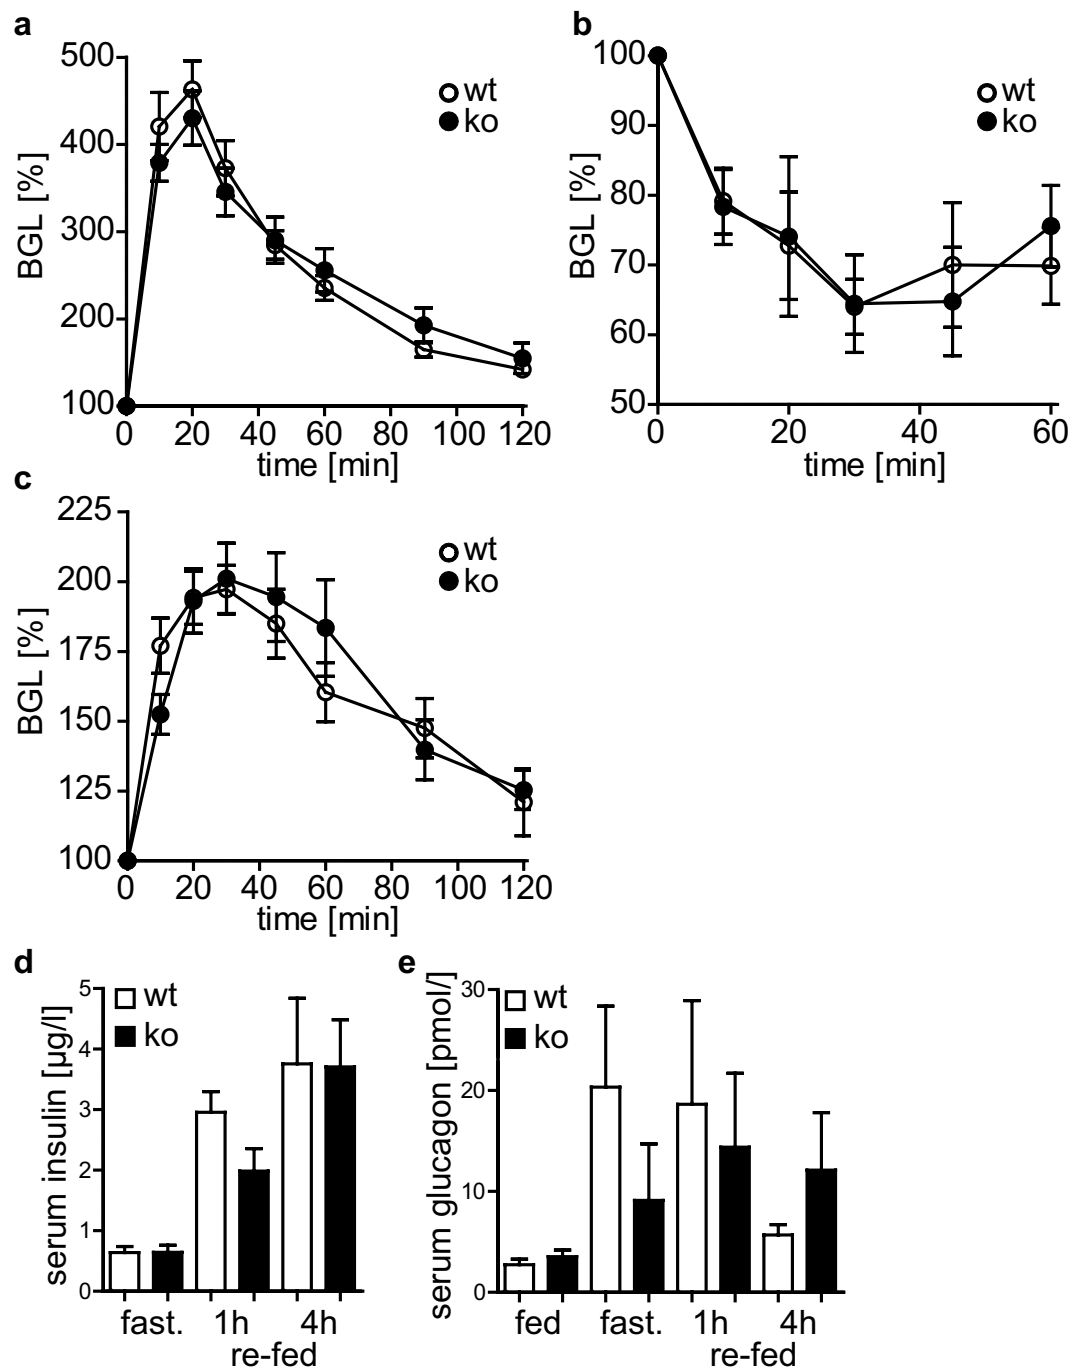 a
500
400
300
200
100
BGL [%]
wt
ko
0 20 40 60 80 100 120
time [min]
b
100
90
80
70
60
50
BGL [%]
wt
ko
0 20 40 60
time [min]
c
225
200
175
150
125
100
BGL [%]
wt
ko
0 20 40 60 80 100 120
time [min]
d
5
4
3
2
1
0
serum insulin [µg/l]
wt
ko
fast. 1h 4h
re-fed
e
30
20
10
0
serum glucagon [pmol/]
wt
ko
fed fast. 1h 4h
re-fed